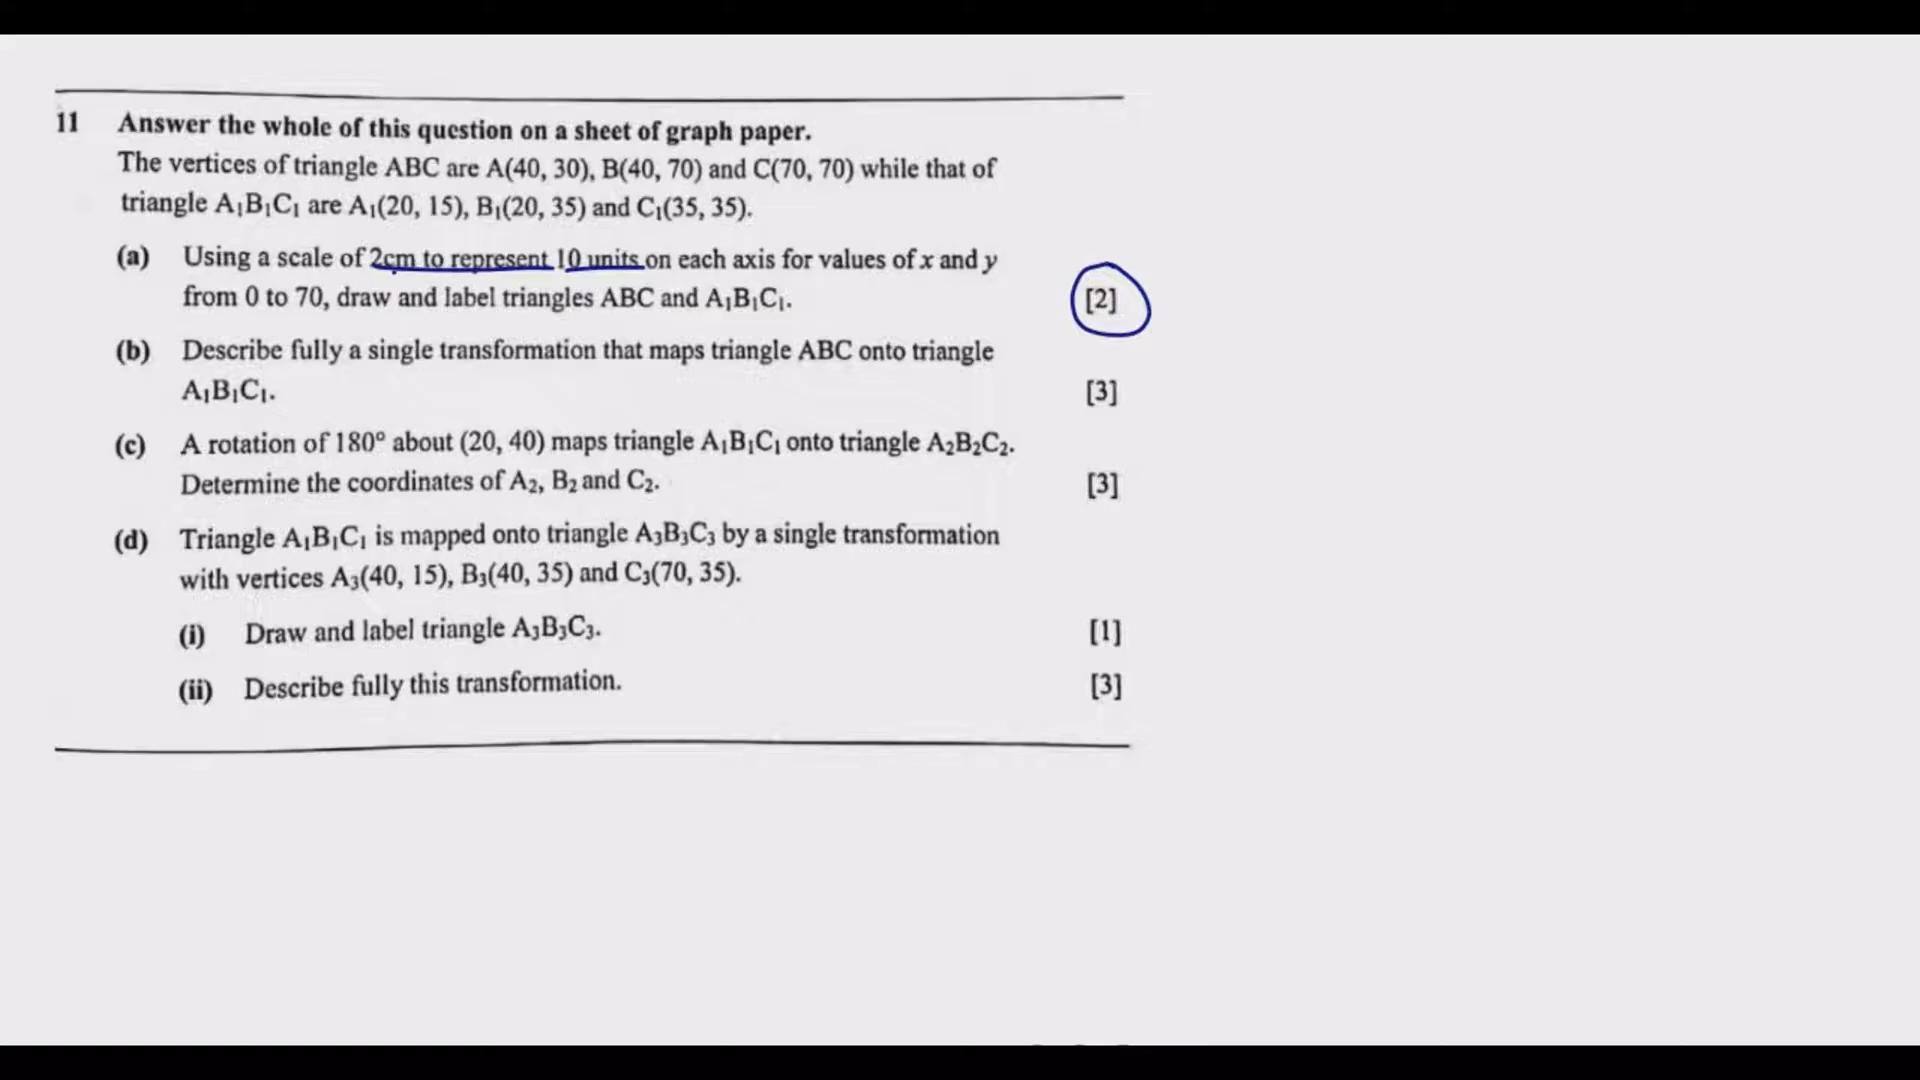 11 Answer the whole of this question on a sheet of graph paper.
The vertices of triangle ABC are A(40, 30), B(40, 70) and C(70, 70) while that of
triangle A₁B₁C₁ are A₁(20, 15), B₁(20, 35) and C₁(35, 35).
(a) Using a scale of 2cm to represent 10 units on each axis for values of x and y
from 0 to 70, draw and label triangles ABC and A₁B₁C₁. [2]
(b) Describe fully a single transformation that maps triangle ABC onto triangle
A₁B₁C₁. [3]
(c) A rotation of 180° about (20, 40) maps triangle A₁B₁C₁ onto triangle A₂B₂C₂.
Determine the coordinates of A₂, B₂ and C₂. [3]
(d) Triangle A₁B₁C₁ is mapped onto triangle A₃B₃C₃ by a single transformation
with vertices A₃(40, 15), B₃(40, 35) and C₃(70, 35).
(i) Draw and label triangle A₃B₃C₃. [1]
(ii) Describe fully this transformation. [3]